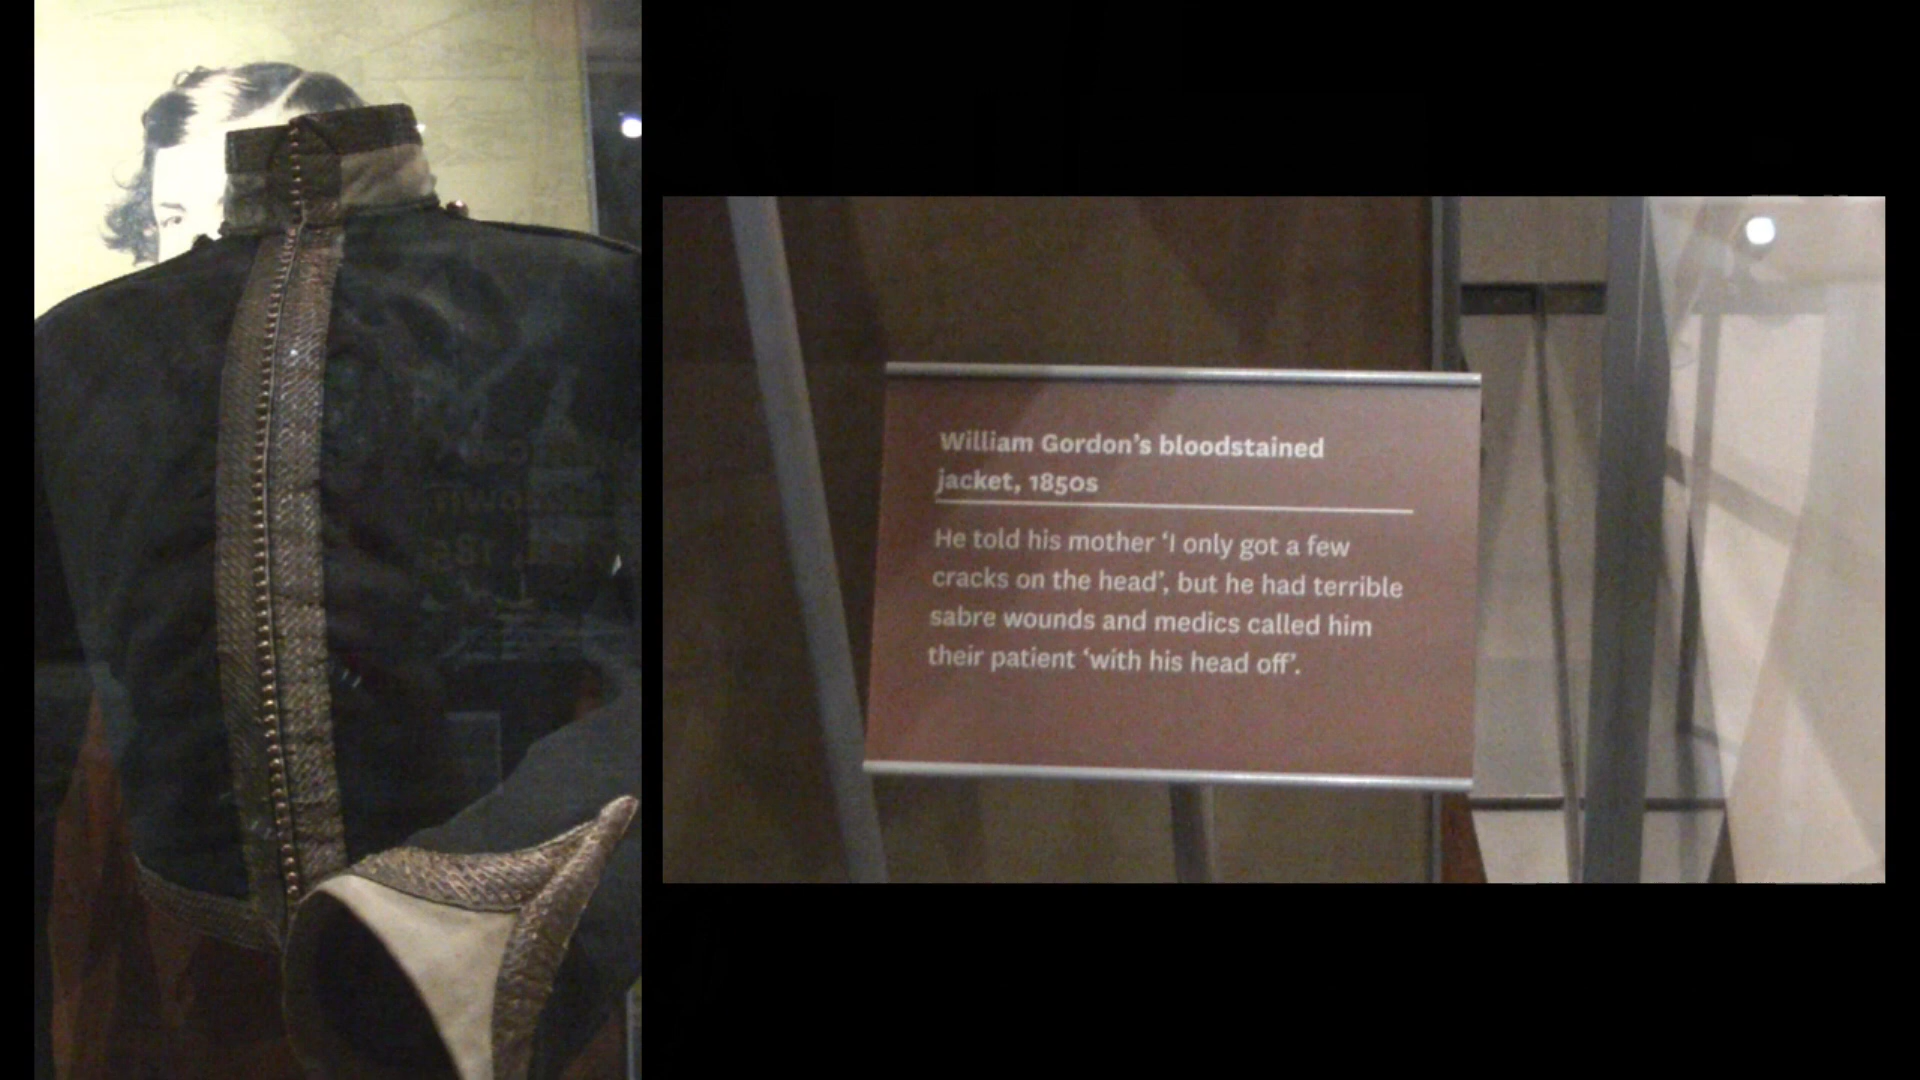 William Gordon's bloodstained
jacket, 1850s
He told his mother 'I only got a few
cracks on the head', but he had terrible
sabre wounds and medics called him
their patient 'with his head off'.